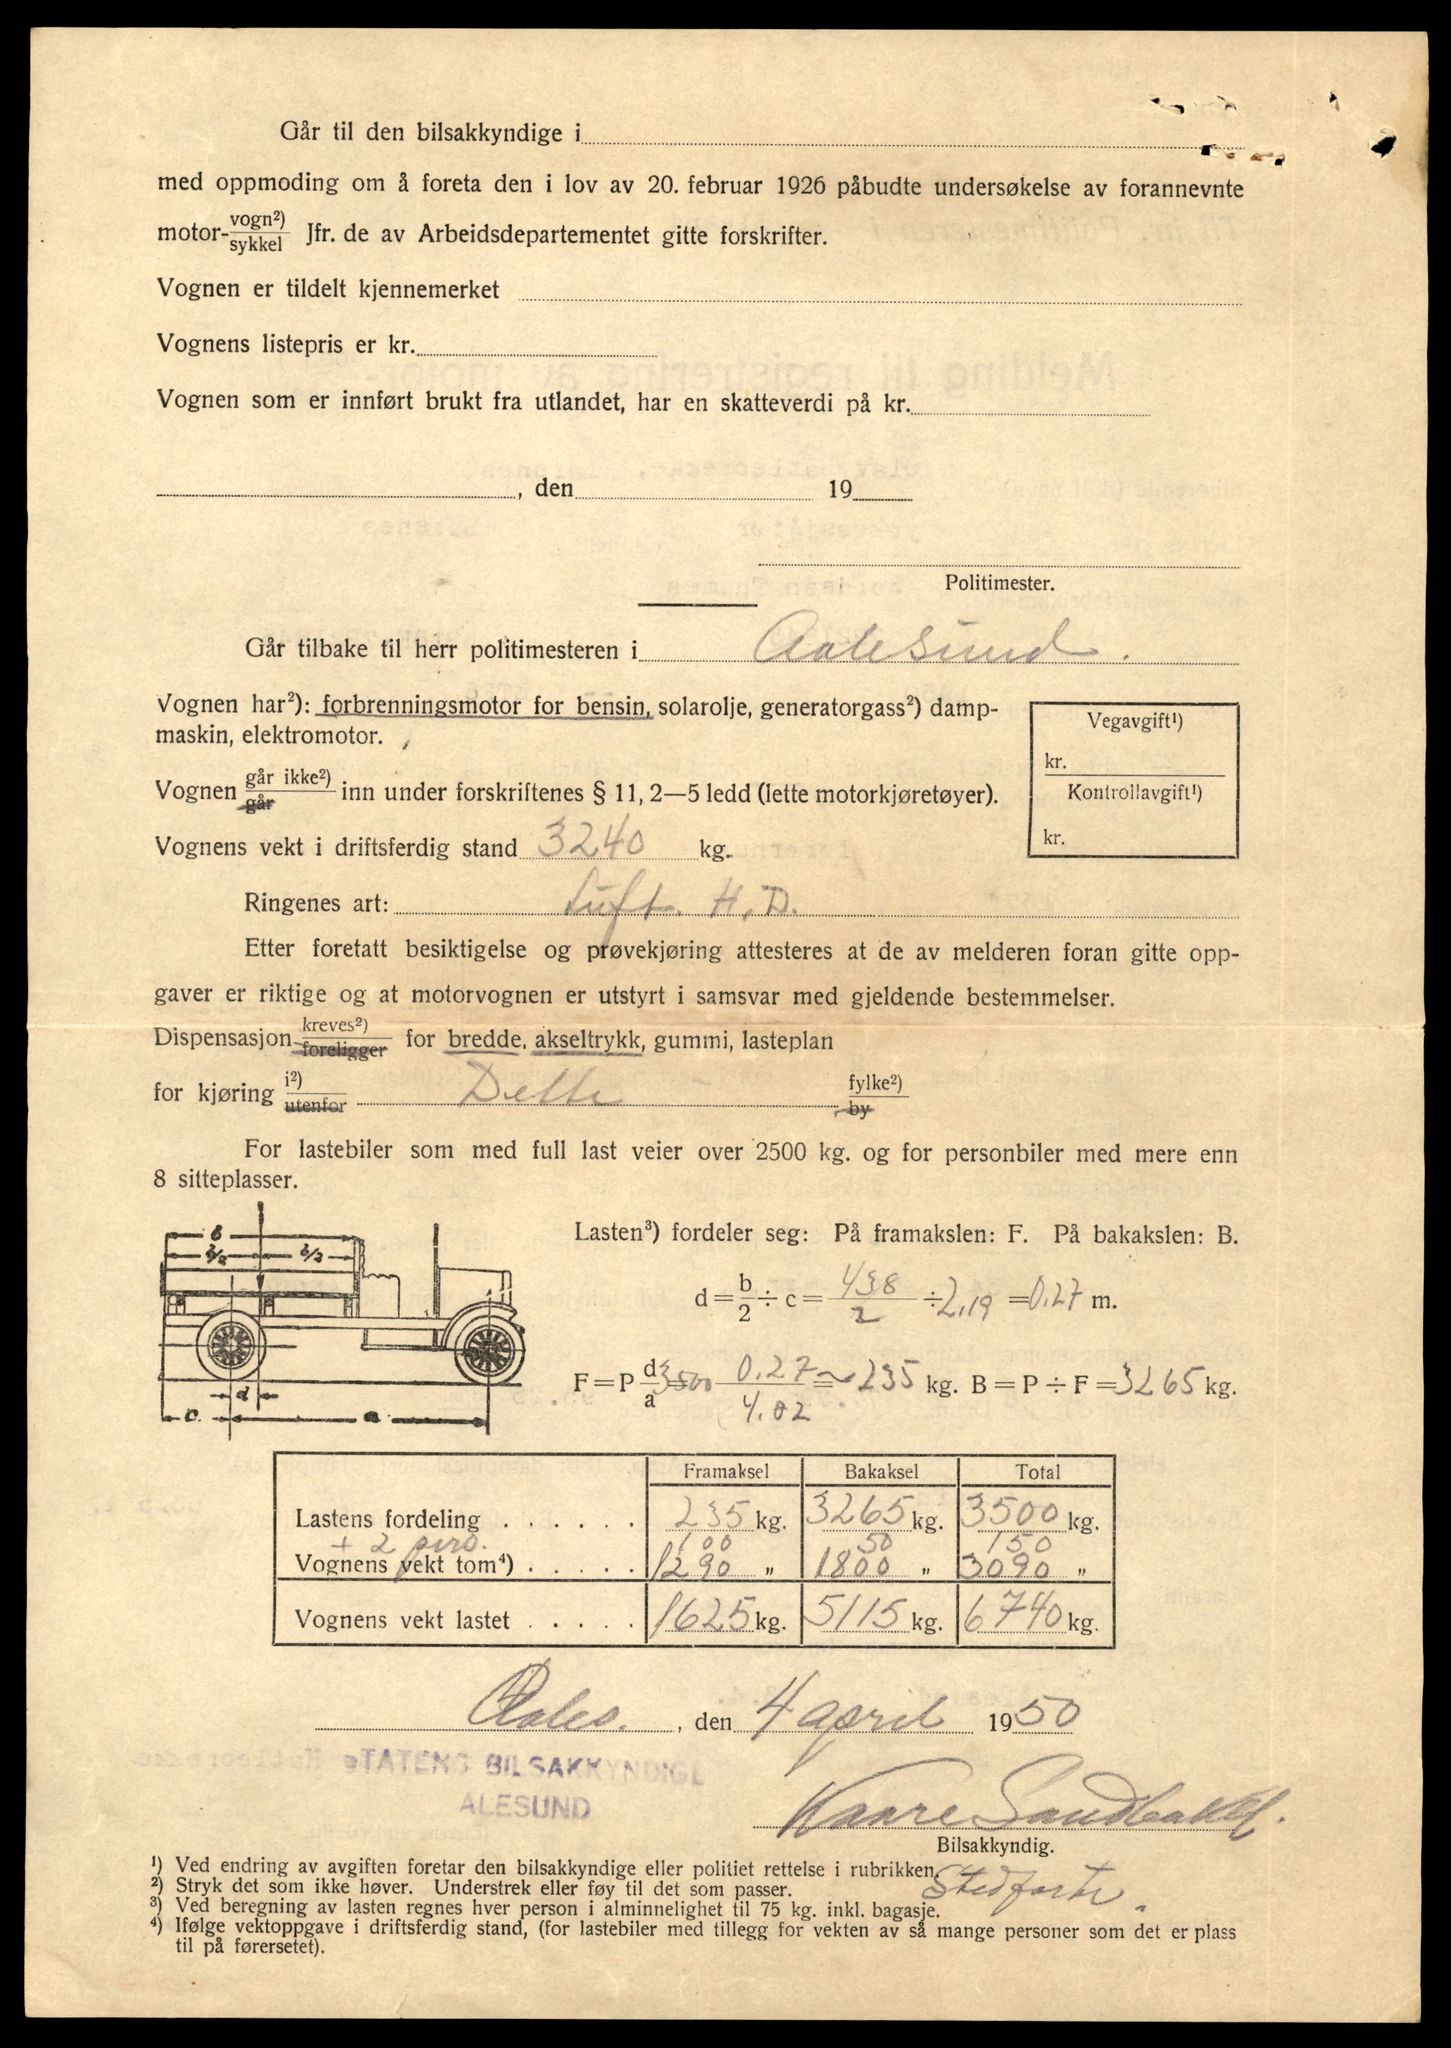 Går til den bilsakkyndige i
med oppmoding om å foreta den i lov av 20. februar 1926 påbudte undersøkelse av forannevnte
motor- vogn²) / sykkel Jfr. de av Arbeidsdepartementet gitte forskrifter.
Vognen er tildelt kjennemerket
Vognens listepris er kr.
Vognen som er innført brukt fra utlandet, har en skatteverdi på kr.
, den 19
Politimester.
Går tilbake til herr politimesteren i Aalesund.
Vognen har²): forbrenningsmotor for bensin, solarolje, generatorgass²) damp-
maskin, elektromotor.
Vegavgift¹)
kr.
Kontrollavgift¹)
kr.
Vognen går ikke²) / går inn under forskriftenes § 11, 2—5 ledd (lette motorkjøretøyer).
Vognens vekt i driftsferdig stand 3240 kg.
Ringenes art: Luft. H.D.
Etter foretatt besiktigelse og prøvekjøring attesteres at de av melderen foran gitte opp-
gaver er riktige og at motorvognen er utstyrt i samsvar med gjeldende bestemmelser.
Dispensasjon kreves²) / foreligger for bredde, akseltrykk, gummi, lasteplan
for kjøring i²) / utenfor Dette fylke²) / by
For lastebiler som med full last veier over 2500 kg. og for personbiler med mere enn
8 sitteplasser.
Lasten³) fordeler seg: På framakslen: F. På bakakslen: B.
d = b/2 ÷ c = 438/2 ÷ 2.19 = 0.27 m.
F = P d/a = 3500 0.27/4.02 = ~ 235 kg. B = P ÷ F = 3265 kg.
b
b/2 b/2
d
c. a
Framaksel Bakaksel Total
Lastens fordeling . . . . . . 235 kg. 3265 kg. 3500 kg.
+ 2 pers. 100 50 150
Vognens vekt tom⁴) . . . . . 1290 „ 1800 „ 3090 „
Vognens vekt lastet . . . . . 1625 kg. 5115 kg. 6740 kg.
Aales. , den 4 april 1950
STATENS BILSAKKYNDIGE
ALESUND
Kaare Sandbakk.
Bilsakkyndig.
Stedfortr.
¹) Ved endring av avgiften foretar den bilsakkyndige eller politiet rettelse i rubrikken.
²) Stryk det som ikke høver. Understrek eller føy til det som passer.
³) Ved beregning av lasten regnes hver person i alminnelighet til 75 kg. inkl. bagasje.
⁴) Ifølge vektoppgave i driftsferdig stand, (for lastebiler med tillegg for vekten av så mange personer som det er plass
til på førersetet).